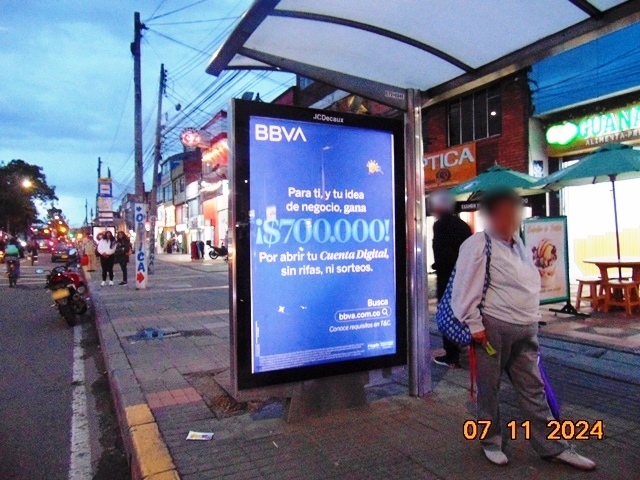 JCDecaux
BBVA
Para ti, y tu idea
de negocio, gana
¡$700.000!
Por abrir tu Cuenta Digital,
sin rifas, ni sorteos.
Busca
bbva.com.co
Conoce requisitos en T&C
ÓPTICA
GUANA
ALIMENTA
07 11 2024